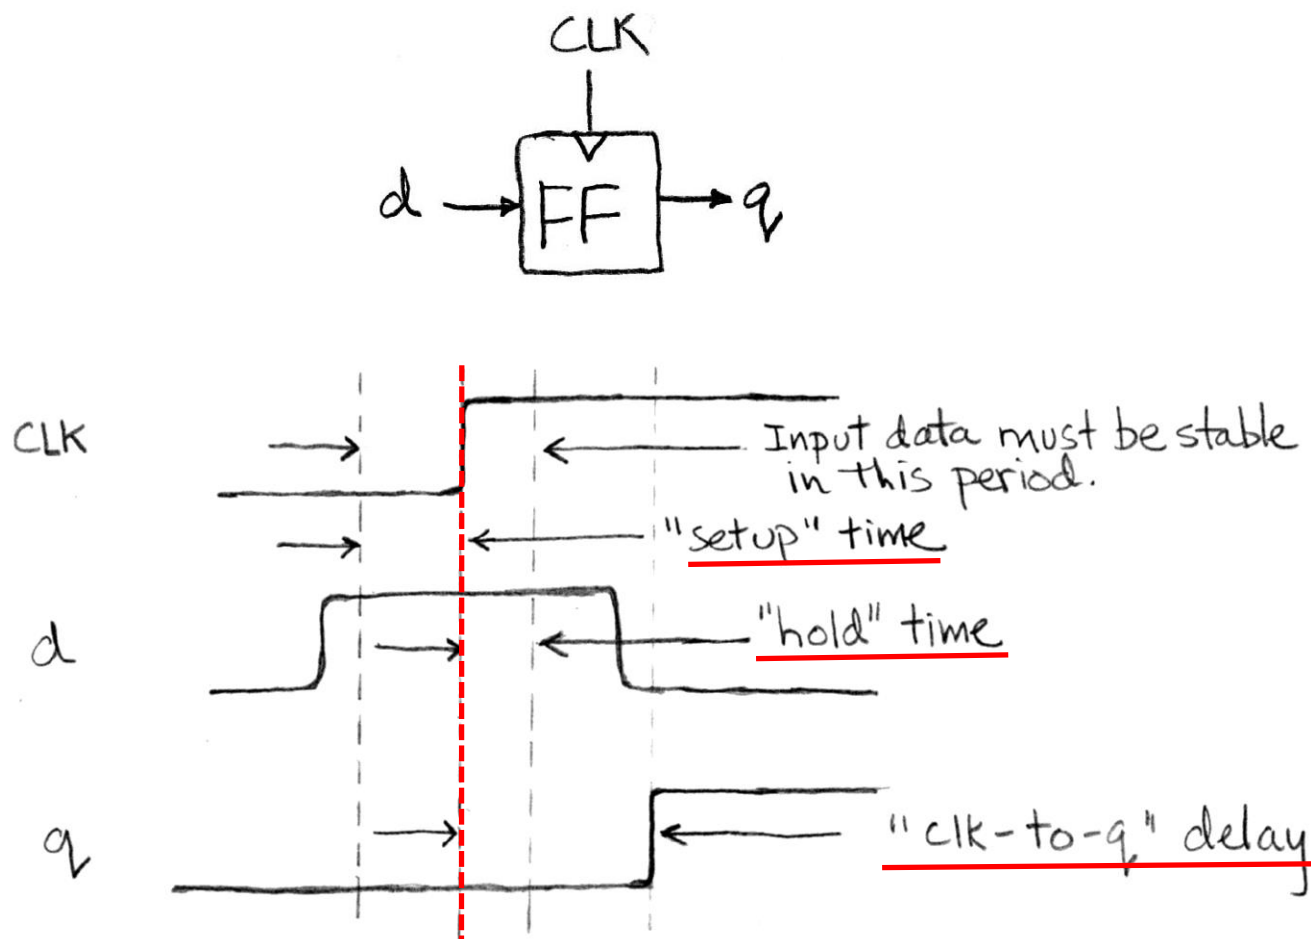 CLK
d
FF
q
CLK
Input data must be stable
in this period.
"setup" time
d
"hold" time
q
"clk-to-q" delay